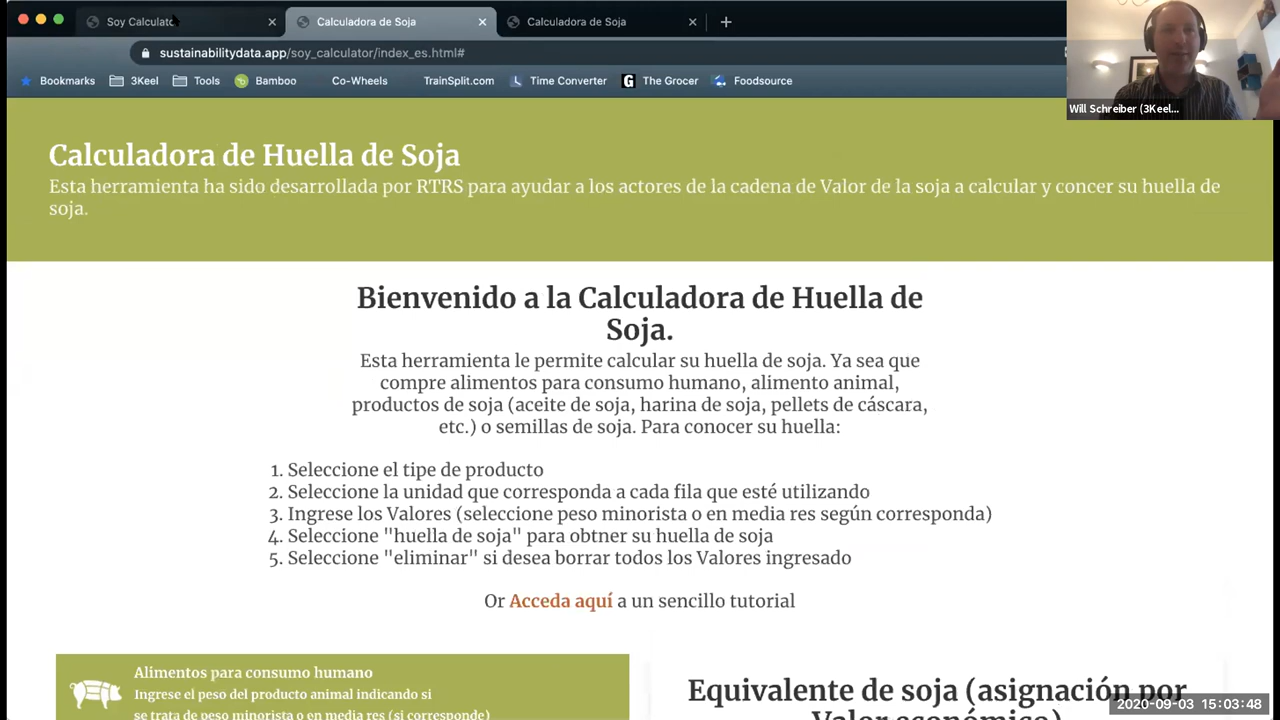 Soy Calculato
Calculadora de Soja
Calculadora de Soja
sustainabilitydata.app/soy_calculator/index_es.html#
Bookmarks
3Keel
Tools
Bamboo
Co-Wheels
TrainSplit.com
Time Converter
The Grocer
Foodsource
Will Schreiber (3Keel...
Calculadora de Huella de Soja
Esta herramienta ha sido desarrollada por RTRS para ayudar a los actores de la cadena de Valor de la soja a calcular y concer su huella de
soja.
Bienvenido a la Calculadora de Huella de
Soja.
Esta herramienta le permite calcular su huella de soja. Ya sea que
compre alimentos para consumo humano, alimento animal,
productos de soja (aceite de soja, harina de soja, pellets de cáscara,
etc.) o semillas de soja. Para conocer su huella:
1. Seleccione el tipe de producto
2. Seleccione la unidad que corresponda a cada fila que esté utilizando
3. Ingrese los Valores (seleccione peso minorista o en media res según corresponda)
4. Seleccione "huella de soja" para obtner su huella de soja
5. Seleccione "eliminar" si desea borrar todos los Valores ingresado
Or Acceda aquí a un sencillo tutorial
Alimentos para consumo humano
Ingrese el peso del producto animal indicando si
se trata de peso minorista o en media res (si corresponde)
Equivalente de soja (asignación por
Valor económico)
2020-09-03 15:03:48